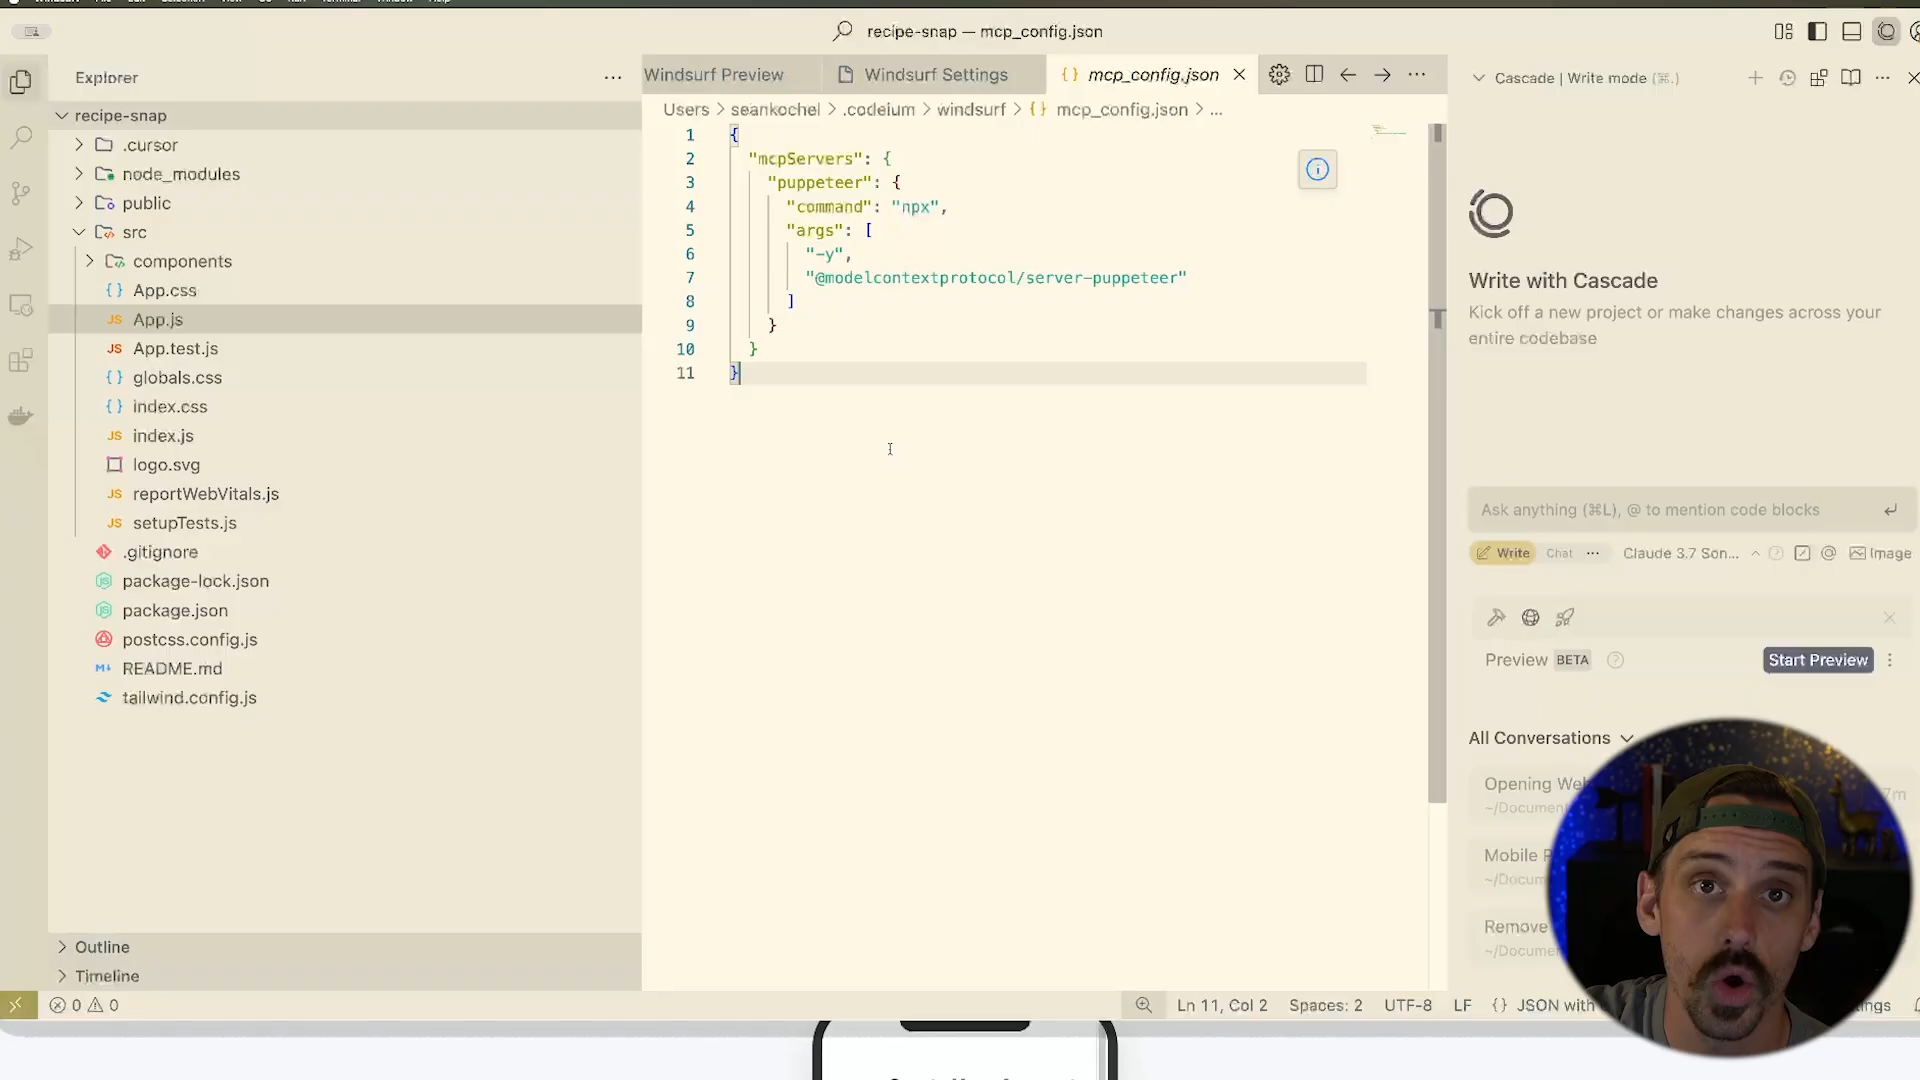 recipe-snap — mcp_config.json
Explorer
recipe-snap
.cursor
node_modules
public
src
components
App.css
App.js
App.test.js
globals.css
index.css
index.js
logo.svg
reportWebVitals.js
setupTests.js
.gitignore
package-lock.json
package.json
postcss.config.js
README.md
tailwind.config.js
Outline
Timeline
Windsurf Preview
Windsurf Settings
{} mcp_config.json
Users > seankochel > .codeium > windsurf > {} mcp_config.json > ...
1 {
2 "mcpServers": {
3 "puppeteer": {
4 "command": "npx",
5 "args": [
6 "-y",
7 "@modelcontextprotocol/server-puppeteer"
8 ]
9 }
10 }
11 }
Cascade | Write mode (⌘.)
Write with Cascade
Kick off a new project or make changes across your
entire codebase
Ask anything (⌘L), @ to mention code blocks
Write Chat ... Claude 3.7 Son... Image
Preview BETA Start Preview
All Conversations
Opening We
~/Documen
7m
Mobile
~/Docum
Remove
~/Docume
0 0
Ln 11, Col 2 Spaces: 2 UTF-8 LF {} JSON with
ngs